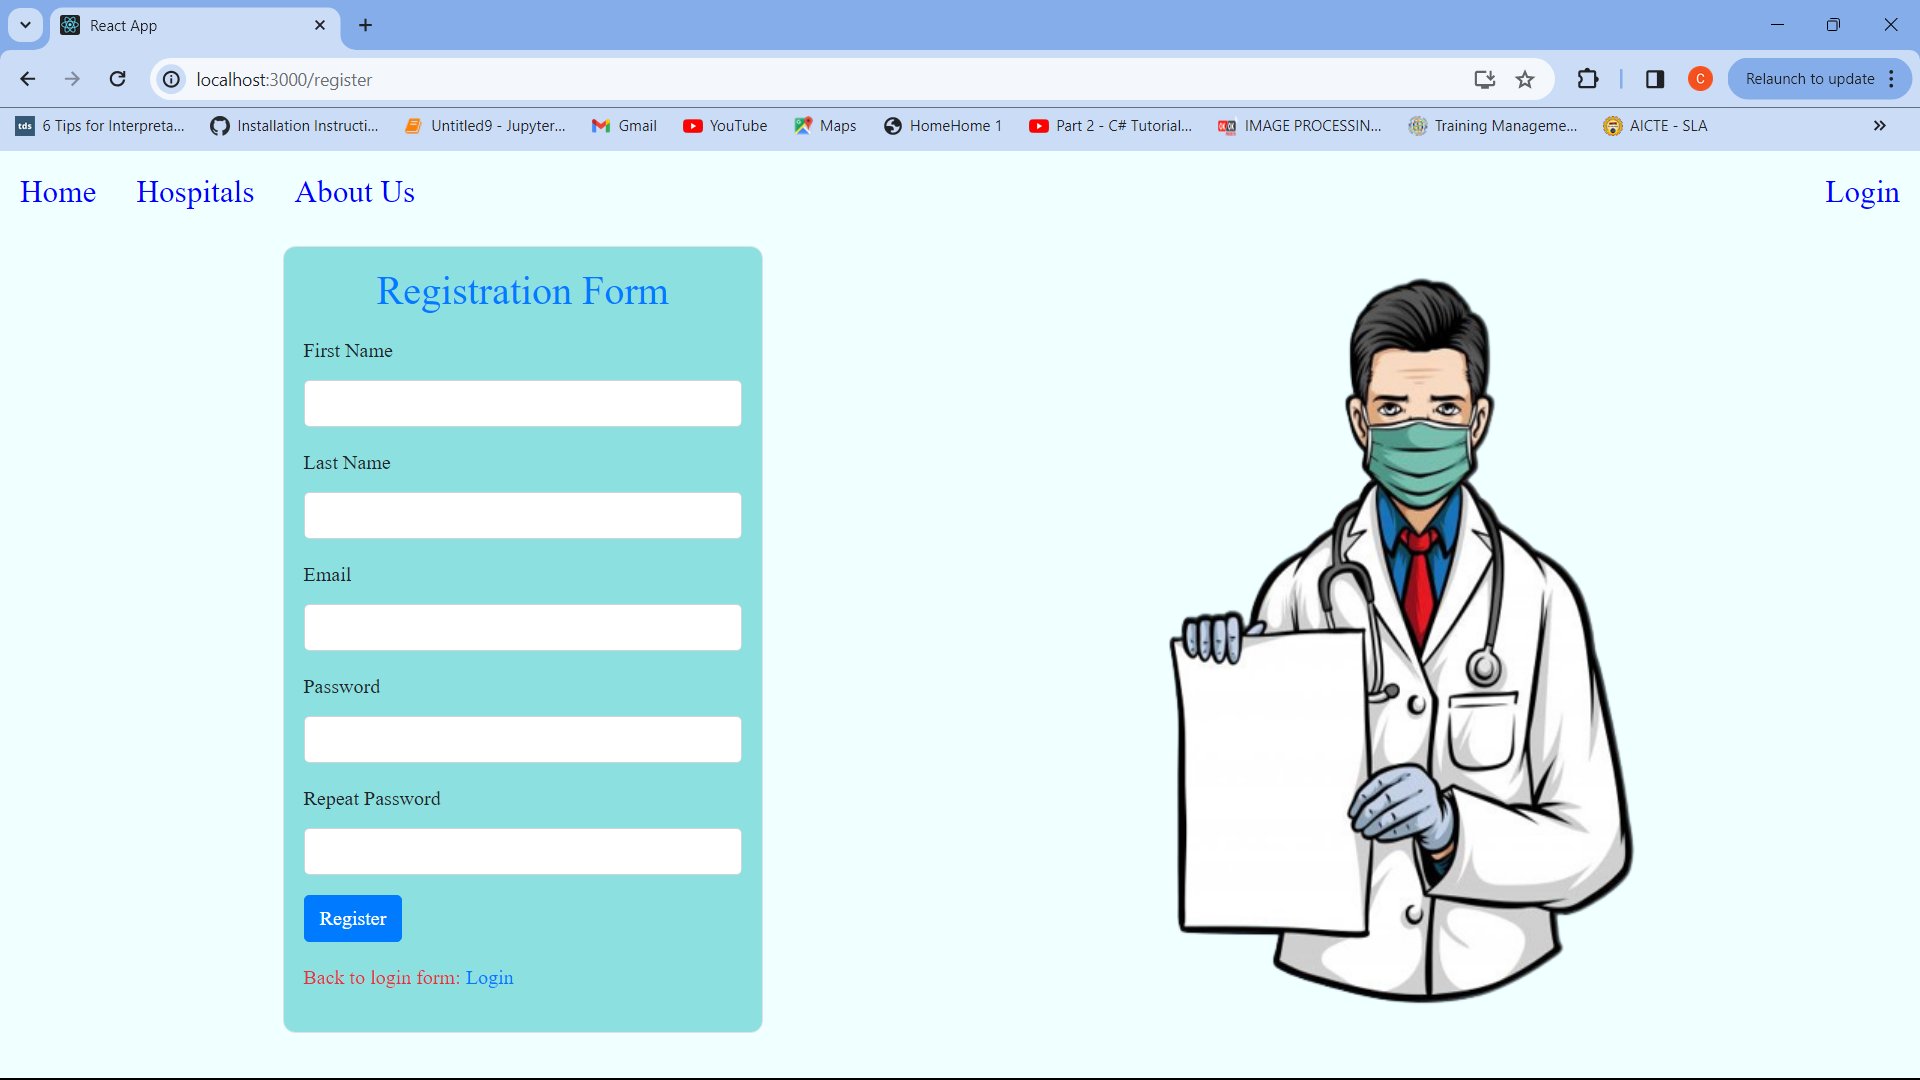 React App
localhost:3000/register
Relaunch to update
C
tds 6 Tips for Interpreta... Installation Instructi... Untitled9 - Jupyter... Gmail YouTube Maps HomeHome 1 Part 2 - C# Tutorial... IMAGE PROCESSIN... Training Manageme... AICTE - SLA
Home Hospitals About Us Login
Registration Form
First Name
Last Name
Email
Password
Repeat Password
Register
Back to login form: Login